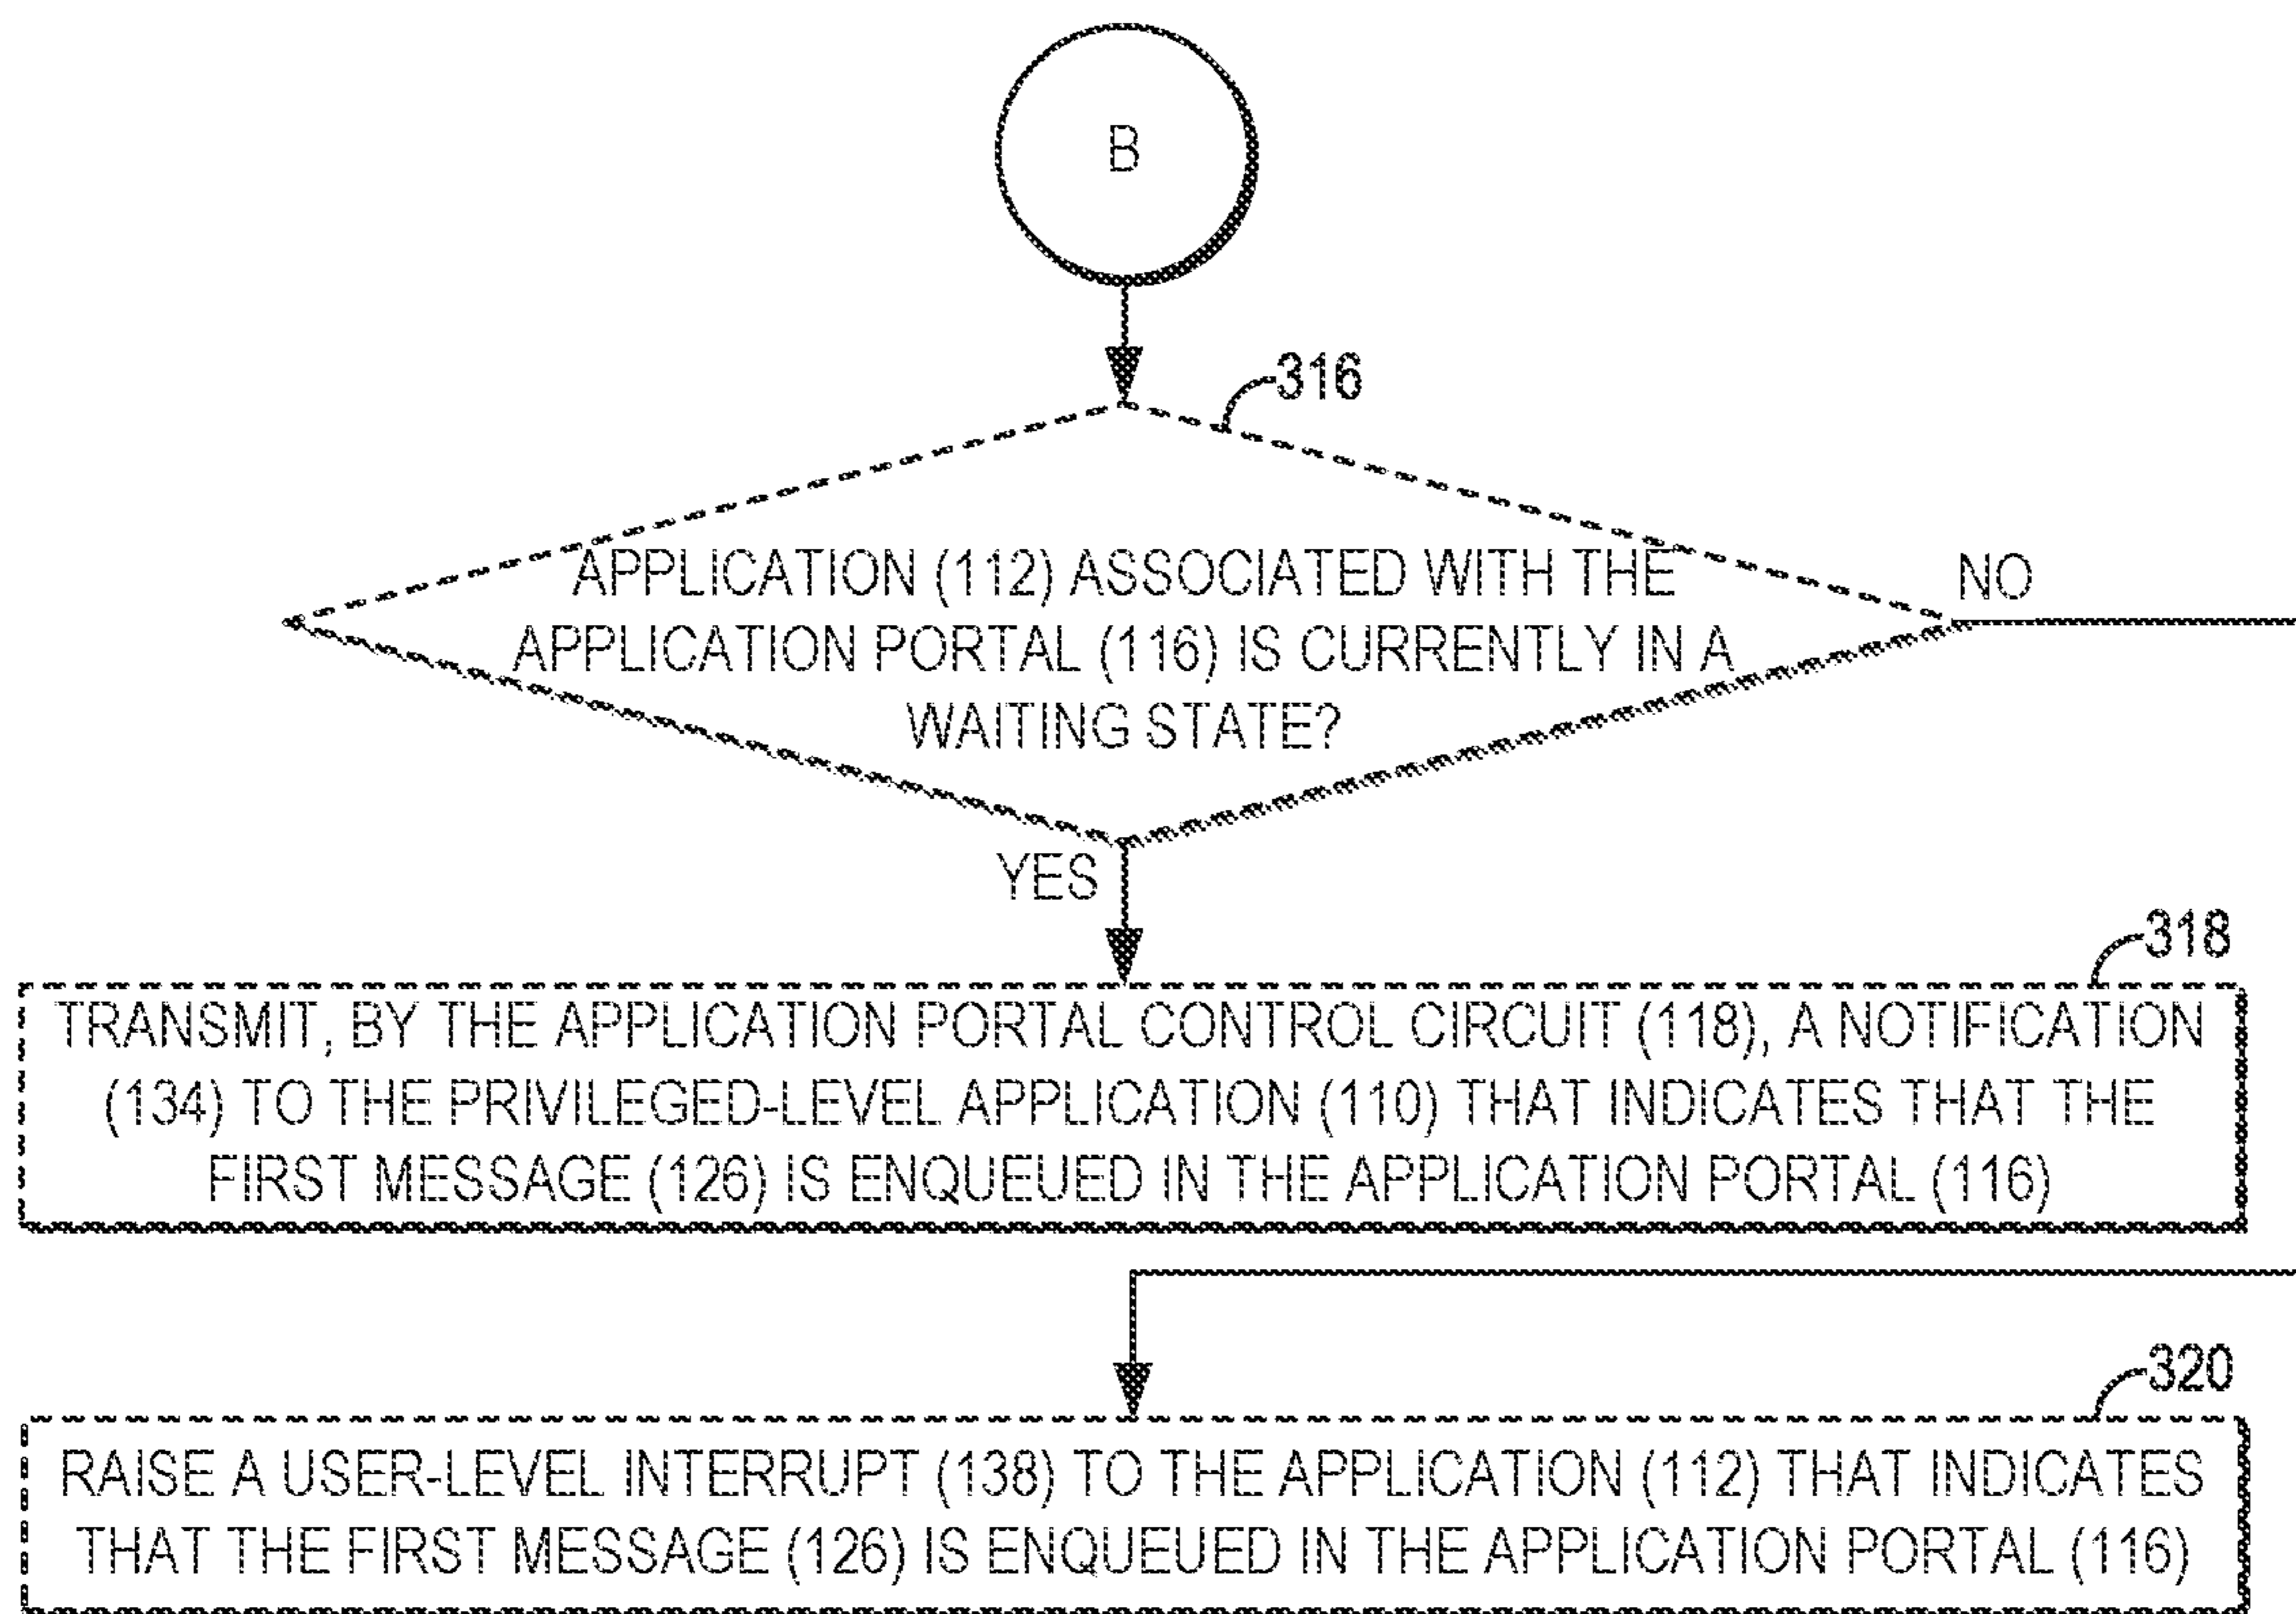 B
316
APPLICATION (112) ASSOCIATED WITH THE
NO
APPLICATION PORTAL (116) IS CURRENTLY IN A
WAITING STATE?
YES
318
TRANSMIT, BY THE APPLICATION PORTAL CONTROL CIRCUIT (118), A NOTIFICATION
(134) TO THE PRIVILEGED-LEVEL APPLICATION (110) THAT INDICATES THAT THE
FIRST MESSAGE (126) IS ENQUEUED IN THE APPLICATION PORTAL (116)
320
RAISE A USER-LEVEL INTERRUPT (138) TO THE APPLICATION (112) THAT INDICATES
THAT THE FIRST MESSAGE (126) IS ENQUEUED IN THE APPLICATION PORTAL (116)